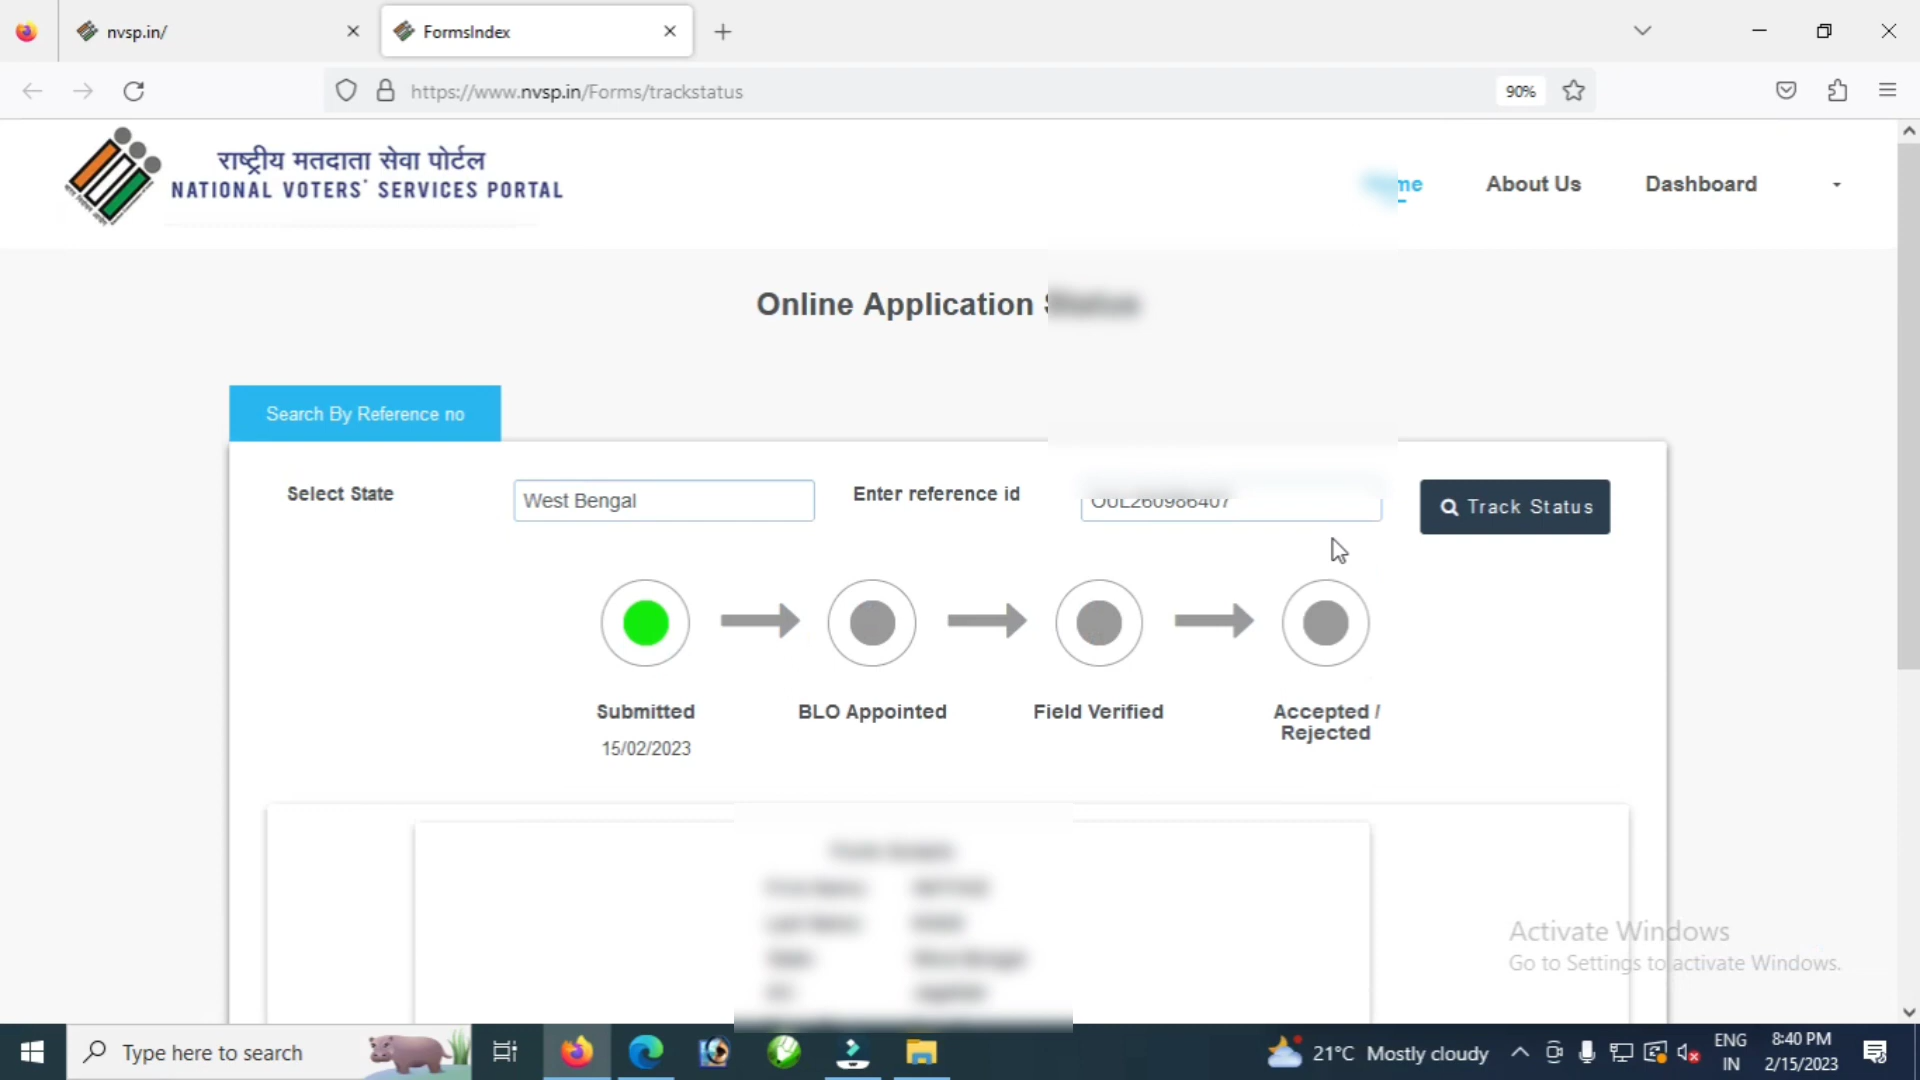 nvsp.in/
FormsIndex
https://www.nvsp.in/Forms/trackstatus
90%
राष्ट्रीय मतदाता सेवा पोर्टल
NATIONAL VOTERS' SERVICES PORTAL
Home About Us Dashboard
Online Application Status
Search By Reference no
Select State West Bengal Enter reference id OUL260986407 Track Status
Submitted BLO Appointed Field Verified Accepted /
Rejected
15/02/2023
Activate Windows
Go to Settings to activate Windows.
Type here to search
21°C Mostly cloudy
ENG
IN
8:40 PM
2/15/2023